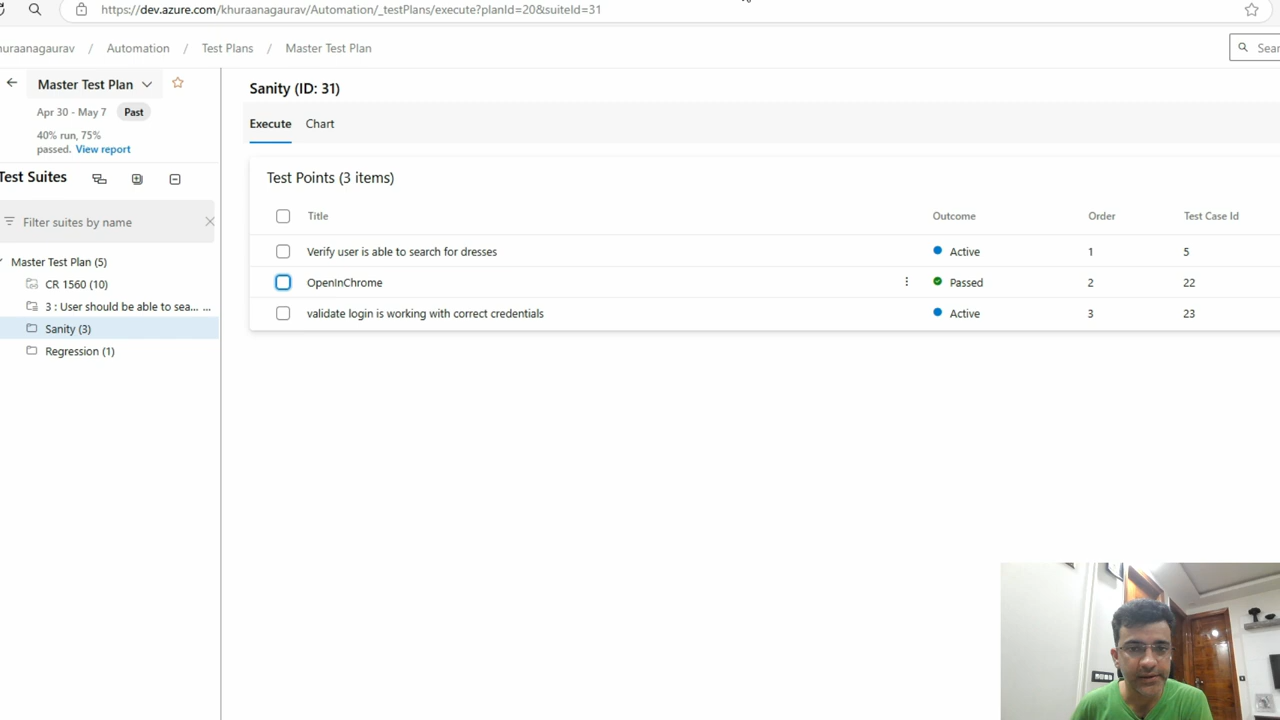 https://dev.azure.com/khuraanagaurav/Automation/_testPlans/execute?planId=20&suiteId=31
huraanagaurav / Automation / Test Plans / Master Test Plan
Sear
Master Test Plan
Apr 30 - May 7 Past
40% run, 75%
passed. View report
Test Suites
Filter suites by name
Master Test Plan (5)
CR 1560 (10)
3 : User should be able to sea... ...
Sanity (3)
Regression (1)
Sanity (ID: 31)
Execute Chart
Test Points (3 items)
Title Outcome Order Test Case Id
Verify user is able to search for dresses Active 1 5
OpenInChrome Passed 2 22
validate login is working with correct credentials Active 3 23